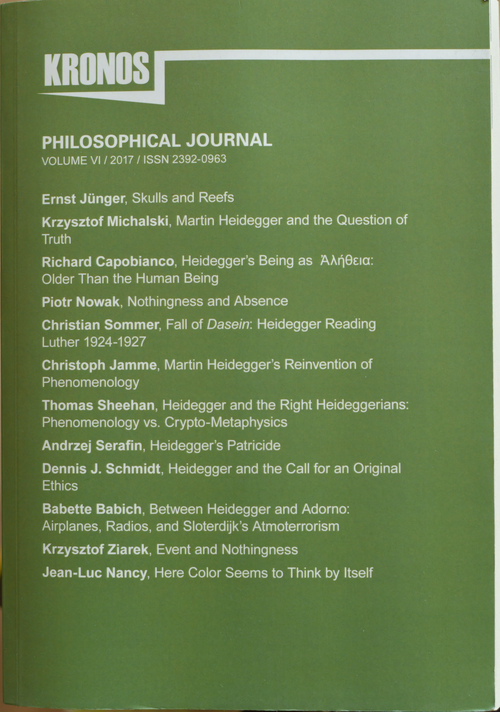 KRONOS
PHILOSOPHICAL JOURNAL
VOLUME VI / 2017 / ISSN 2392-0963
Ernst Jünger, Skulls and Reefs
Krzysztof Michalski, Martin Heidegger and the Question of
Truth
Richard Capobianco, Heidegger's Being as Ἀλήθεια:
Older Than the Human Being
Piotr Nowak, Nothingness and Absence
Christian Sommer, Fall of Dasein: Heidegger Reading
Luther 1924-1927
Christoph Jamme, Martin Heidegger's Reinvention of
Phenomenology
Thomas Sheehan, Heidegger and the Right Heideggerians:
Phenomenology vs. Crypto-Metaphysics
Andrzej Serafin, Heidegger's Patricide
Dennis J. Schmidt, Heidegger and the Call for an Original
Ethics
Babette Babich, Between Heidegger and Adorno:
Airplanes, Radios, and Sloterdijk's Atmoterrorism
Krzysztof Ziarek, Event and Nothingness
Jean-Luc Nancy, Here Color Seems to Think by Itself